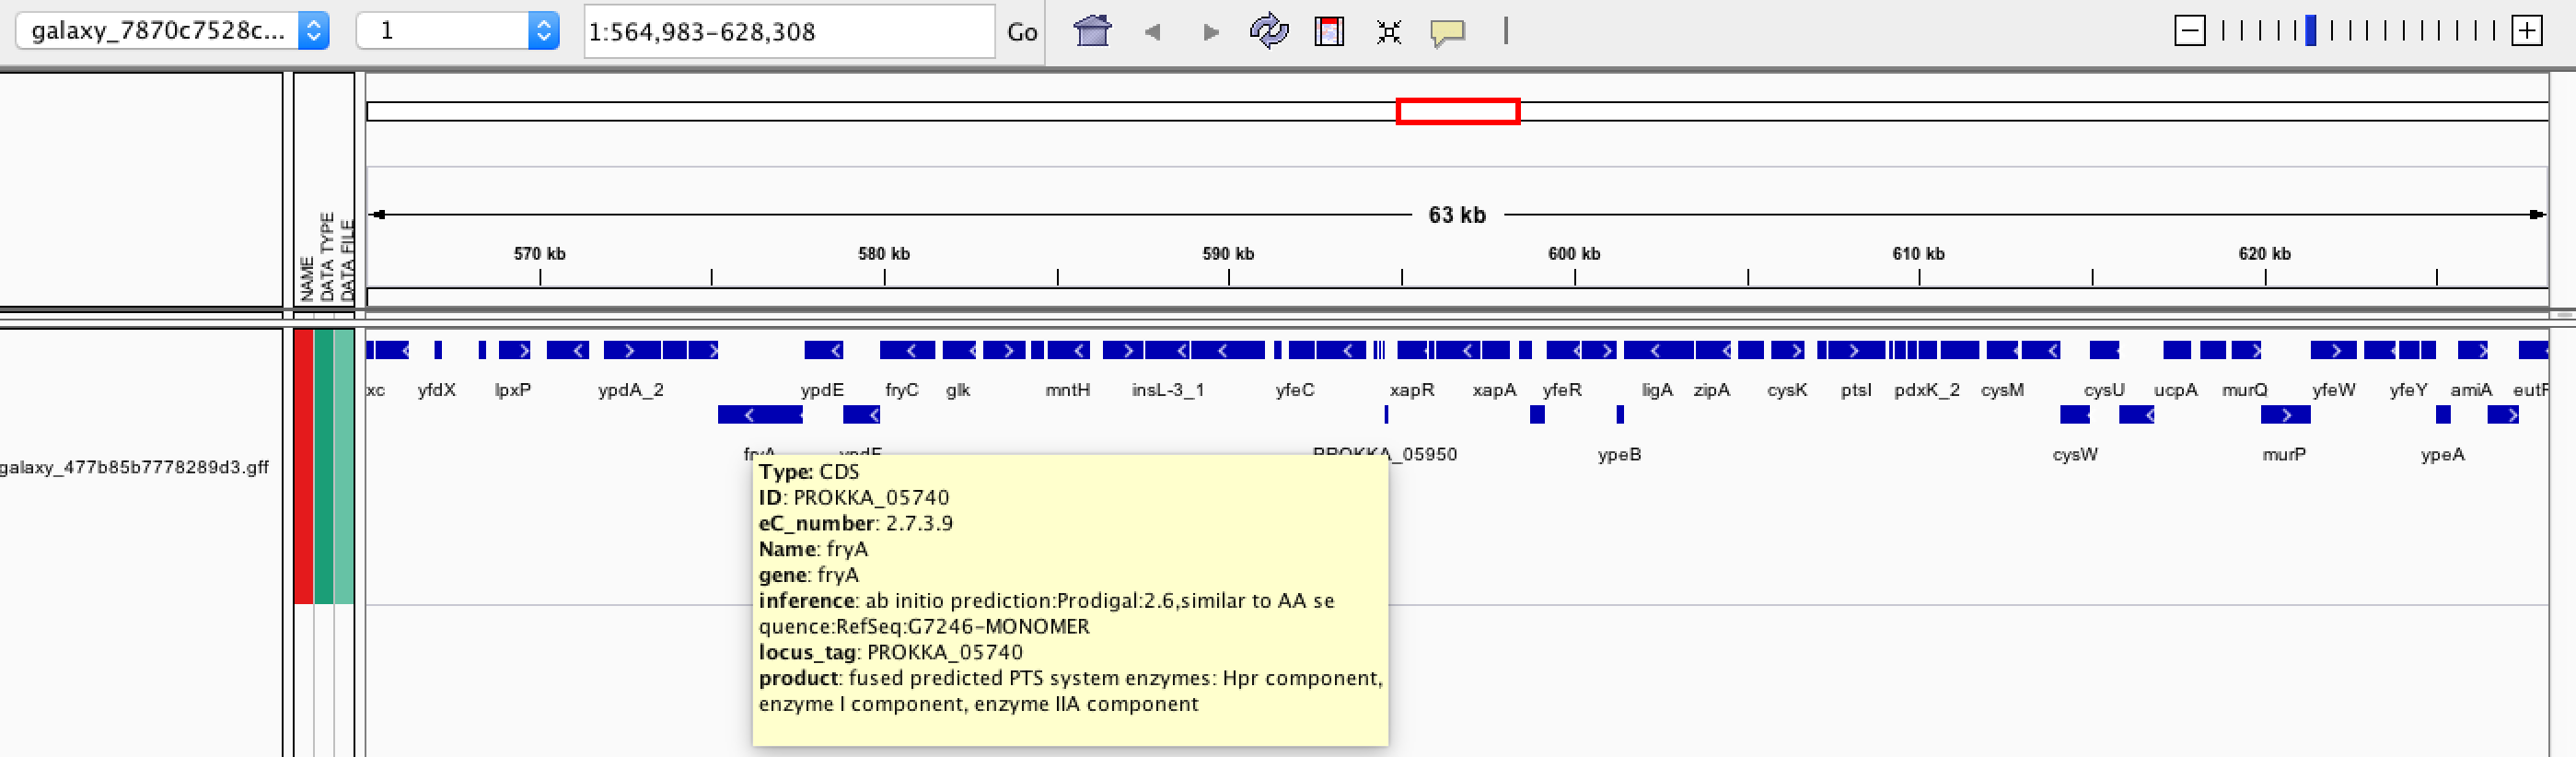 galaxy_7870c7528c... 1 1:564,983-628,308 Go
63 kb
570 kb 580 kb 590 kb 600 kb 610 kb 620 kb
NAME
DATA TYPE
DATA FILE
xc yfdX lpxP ypdA_2 ypdE fryC glk mntH insL-3_1 yfeC xapR xapA yfeR ligA zipA cysK ptsI pdxK_2 cysM cysU ucpA murQ yfeW yfeY amiA
fryA ypdF PROKKA_05950 ypeB cysW murP ypeA
galaxy_477b85b7778289d3.gff
Type: CDS
ID: PROKKA_05740
eC_number: 2.7.3.9
Name: fryA
gene: fryA
inference: ab initio prediction:Prodigal:2.6,similar to AA se
quence:RefSeq:G7246-MONOMER
locus_tag: PROKKA_05740
product: fused predicted PTS system enzymes: Hpr component,
enzyme I component, enzyme IIA component